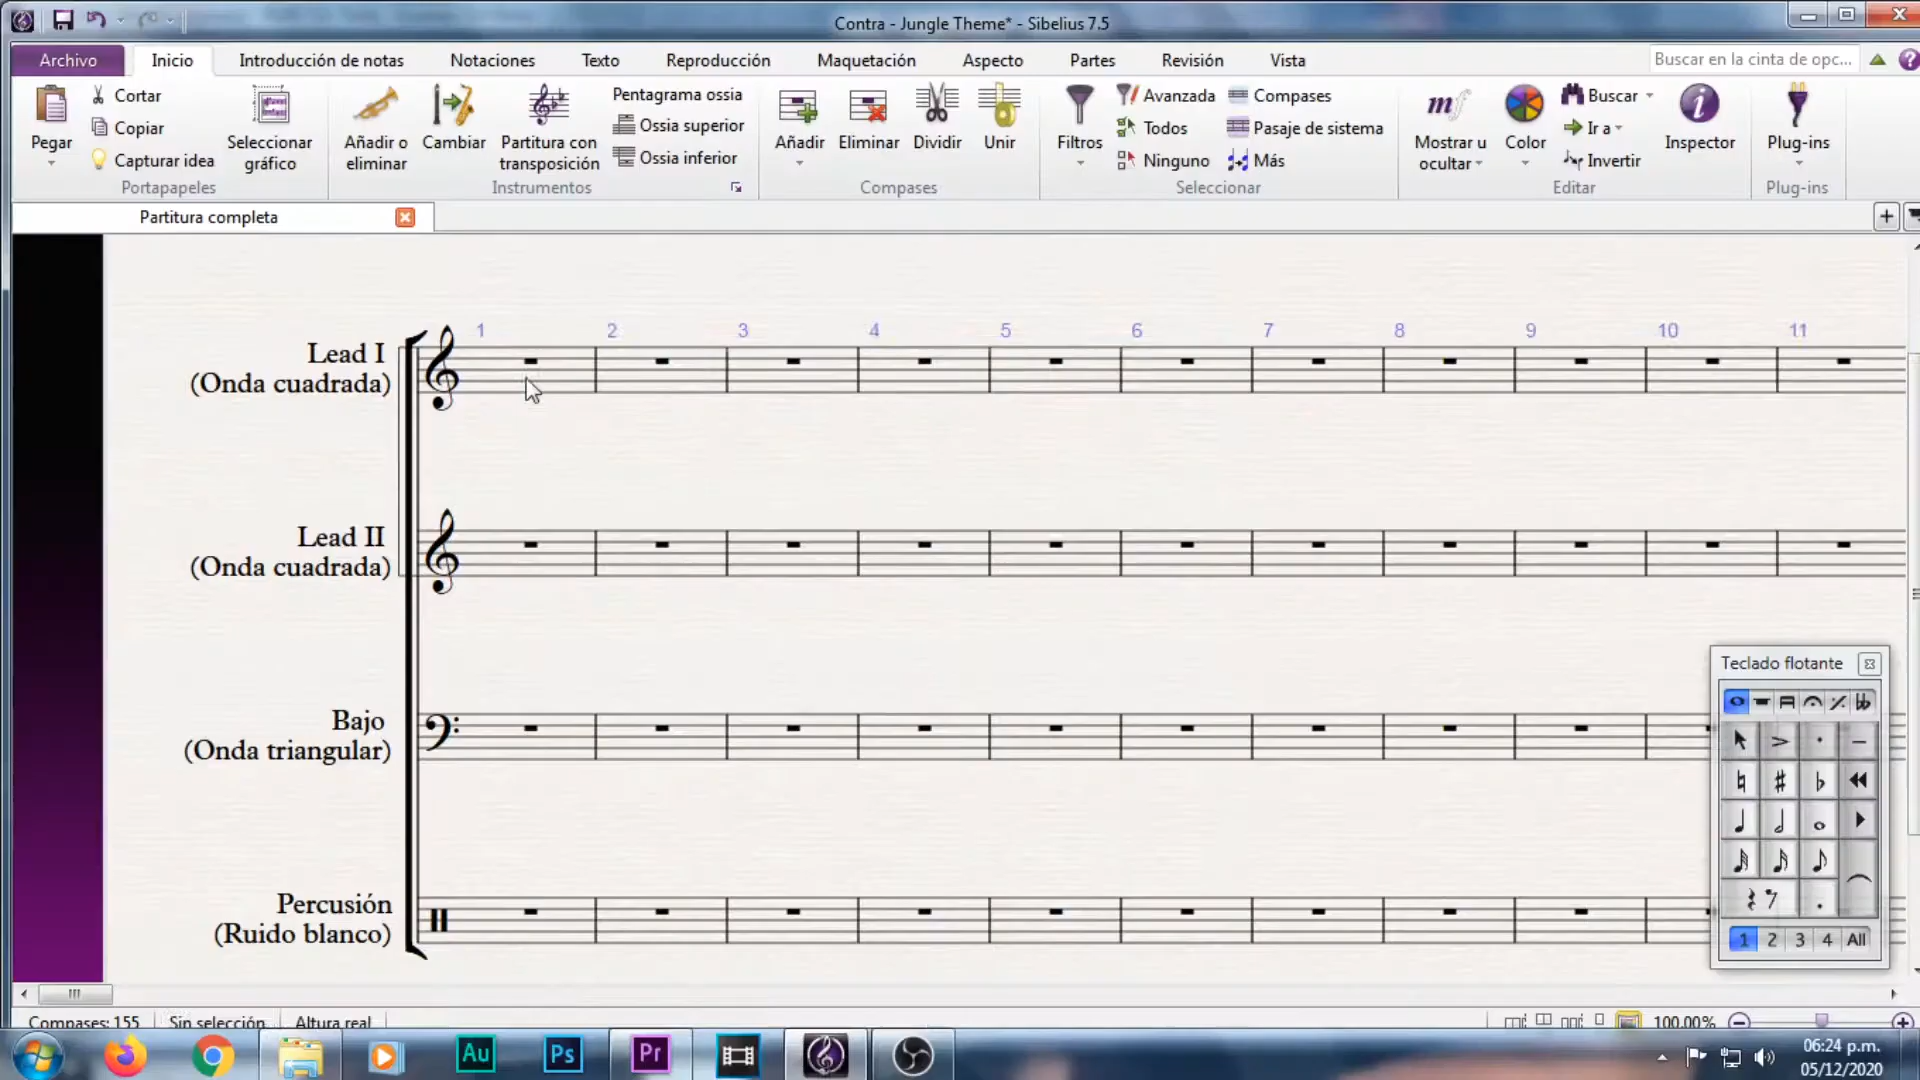 Contra - Jungle Theme* - Sibelius 7.5
Archivo Inicio Introducción de notas Notaciones Texto Reproducción Maquetación Aspecto Partes Revisión Vista Buscar en la cinta de opc...
Pegar
Cortar
Copiar
Capturar idea
Portapapeles
Seleccionar gráfico
Añadir o eliminar
Cambiar
Partitura con transposición
Instrumentos
Pentagrama ossia
Ossia superior
Ossia inferior
Añadir
Eliminar
Dividir
Unir
Compases
Filtros
Avanzada
Todos
Ninguno
Compases
Pasaje de sistema
Más
Seleccionar
Mostrar u ocultar
Color
Buscar
Ir a
Invertir
Editar
Inspector
Plug-ins
Plug-ins
Partitura completa
1 2 3 4 5 6 7 8 9 10 11
Lead I
(Onda cuadrada)
Lead II
(Onda cuadrada)
Bajo
(Onda triangular)
Percusión
(Ruido blanco)
Teclado flotante
1 2 3 4 All
Compases: 155 Sin selección Altura real 100.00%
Au Ps Pr
06:24 p.m.
05/12/2020